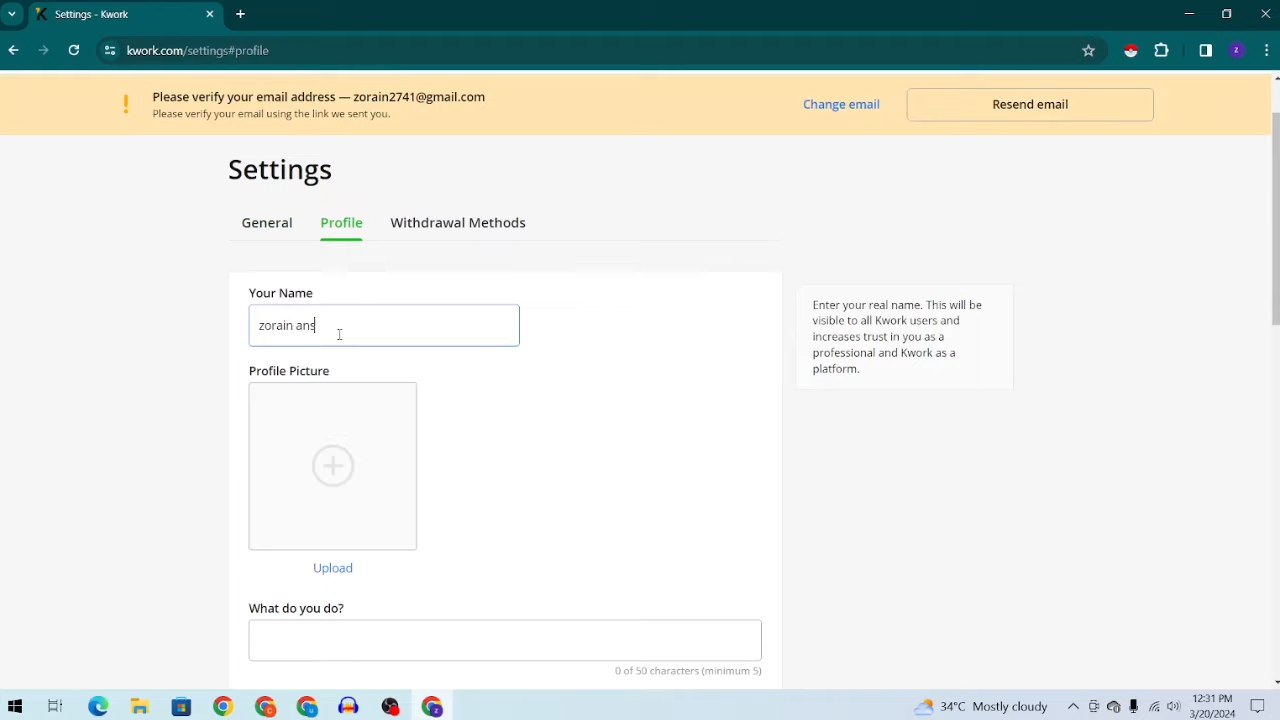 Settings - Kwork
kwork.com/settings#profile
z
Please verify your email address — zorain2741@gmail.com
Please verify your email using the link we sent you.
Change email
Resend email
Settings
General
Profile
Withdrawal Methods
Your Name
zorain ans
Enter your real name. This will be
visible to all Kwork users and
increases trust in you as a
professional and Kwork as a
platform.
Profile Picture
Upload
What do you do?
0 of 50 characters (minimum 5)
34°C Mostly cloudy
12:31 PM
3/20/2024